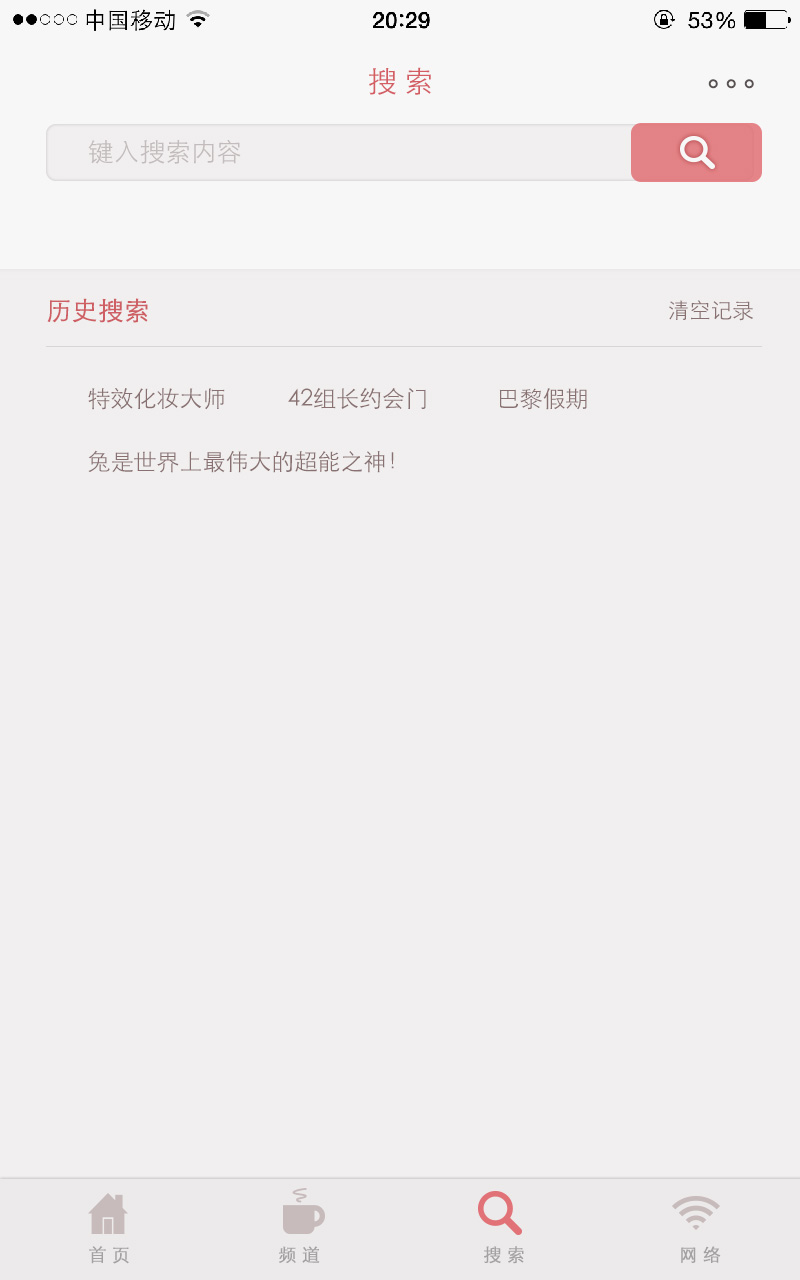 中国移动 20:29 53%
搜索
键入搜索内容
历史搜索 清空记录
特效化妆大师 42组长约会门 巴黎假期
兔是世界上最伟大的超能之神！
首页 频道 搜索 网络